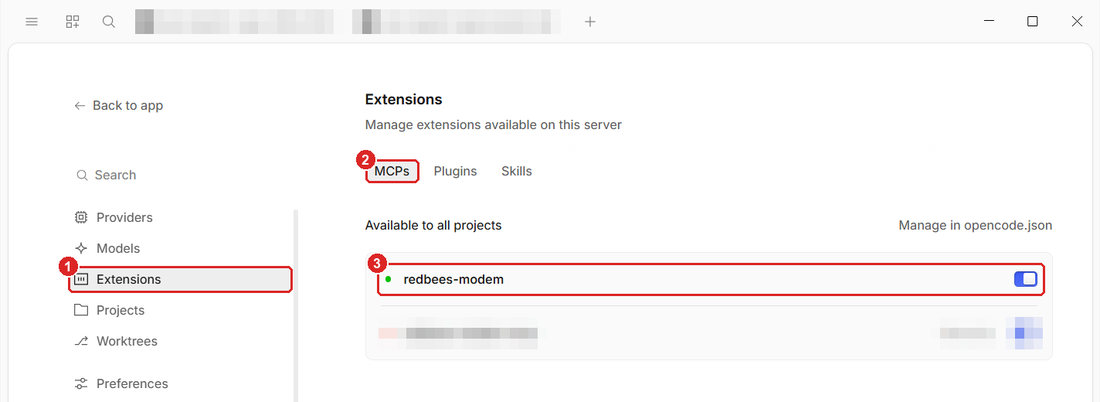 Back to app
Search
Providers
Models
1
Extensions
Projects
Worktrees
Preferences
Extensions
Manage extensions available on this server
2
MCPs Plugins Skills
Available to all projects Manage in opencode.json
3
redbees-modem